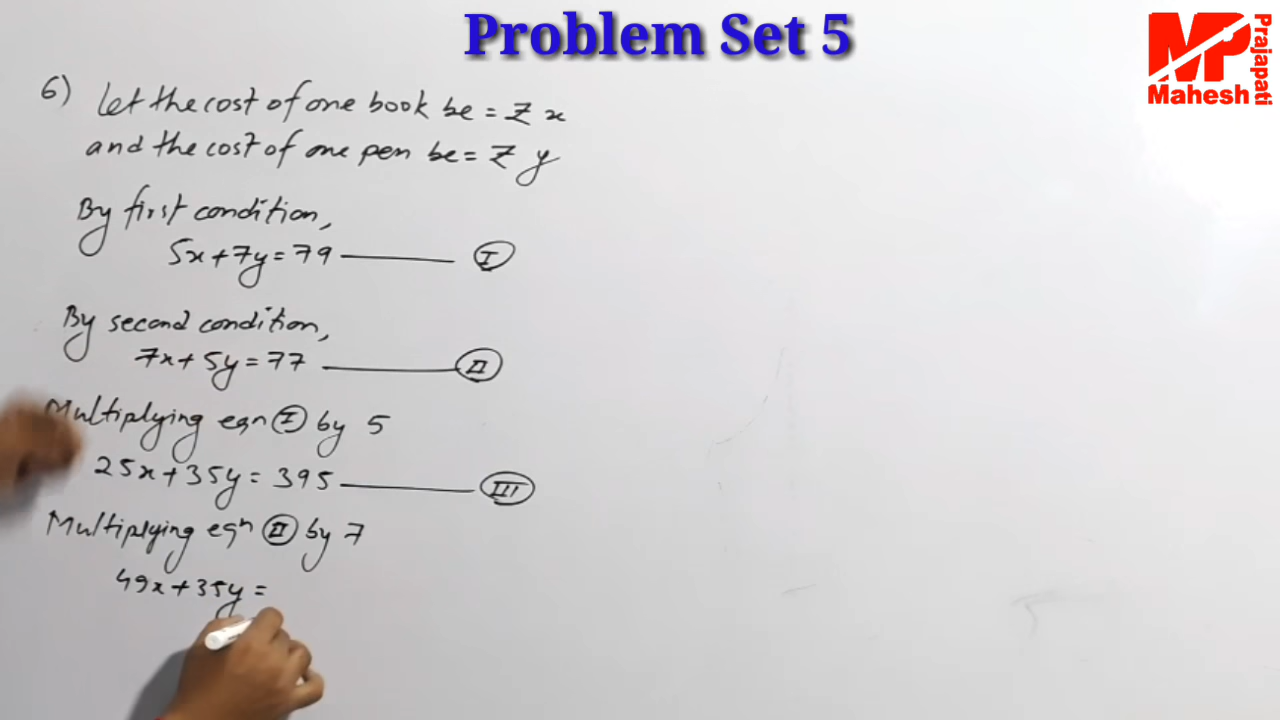 Problem Set 5
MP
Mahesh
Prajapati
6) Let the cost of one book be = ₹ x
and the cost of one pen be = ₹ y
By first condition,
5x+7y=79 ——— Ⓘ
By second condition,
7x+5y=77 ——— Ⅱ
Multiplying eqn Ⓘ by 5
25x+35y=395 ——— Ⅲ
Multiplying eqn Ⅱ by 7
49x+35y=